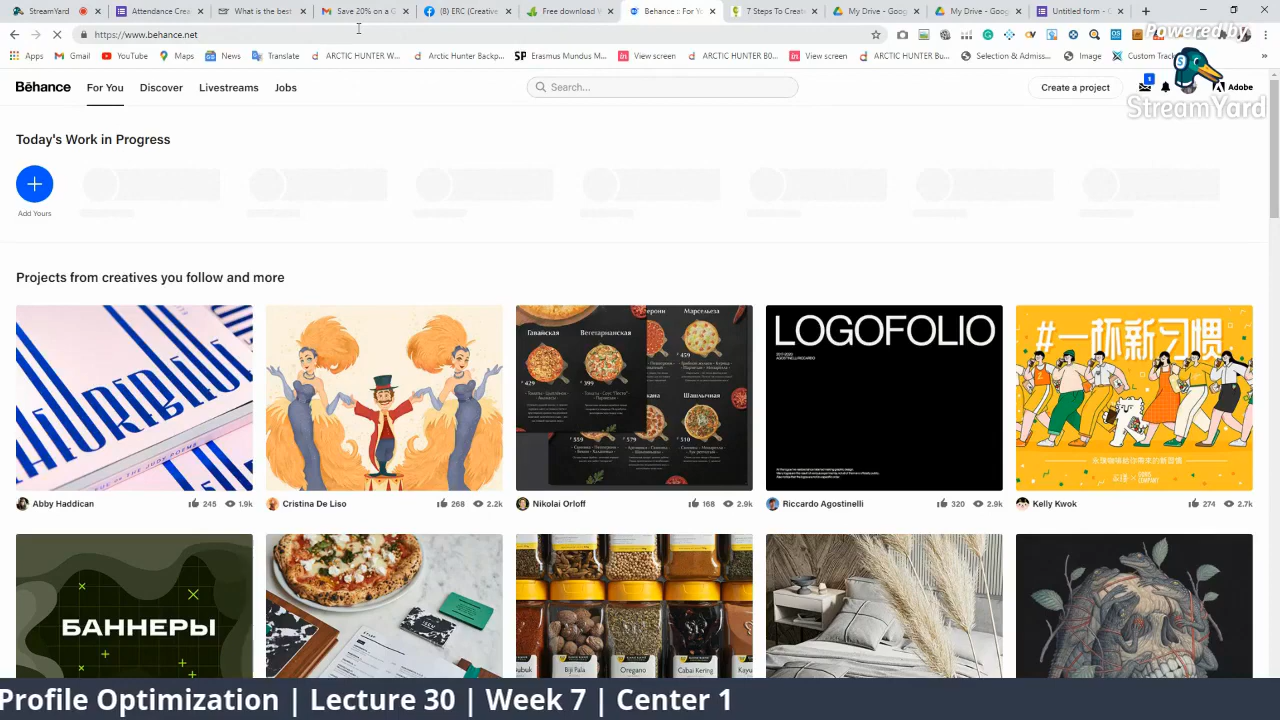 StreamYard
Attendance Crea
What is the best
Save 20% on a G
(8) ERC (Creative
Free download W
Behance :: For Yo
7 Steps To Create
My Drive - Goog
My Drive - Goog
Untitled form - G
https://www.behance.net
Apps
Gmail
YouTube
Maps
News
Translate
ARCTIC HUNTER W...
Arctic Hunter Backp...
Erasmus Blog
View screen
ARCTIC HUNTER B0...
View screen
ARCTIC HUNTER...
Selection & Admiss...
Image
Custom Track
Powered by
StreamYard
Bēhance
For You
Discover
Livestreams
Jobs
Search...
Create a project
1
Adobe
Today's Work in Progress
Add Yours
Projects from creatives you follow and more
Гавайская
Вегетарианская
Марсельеза
429
399
459
Шашлычная
359
579
510
LOGOFOLIO
#一杯新习惯
Abby Haddican
245
1.9k
Cristina De Liso
268
2.2k
Nikolai Orloff
168
2.9k
Riccardo Agostinelli
320
2.9k
Kelly Kwok
274
2.7k
БАННЕРЫ
Biji Pala
Oregano
Cabai Kering
Profile Optimization | Lecture 30 | Week 7 | Center 1